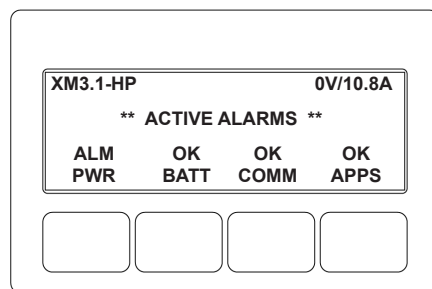 XM3.1-HP 0V/10.8A
** ACTIVE ALARMS **
ALM OK OK OK
PWR BATT COMM APPS